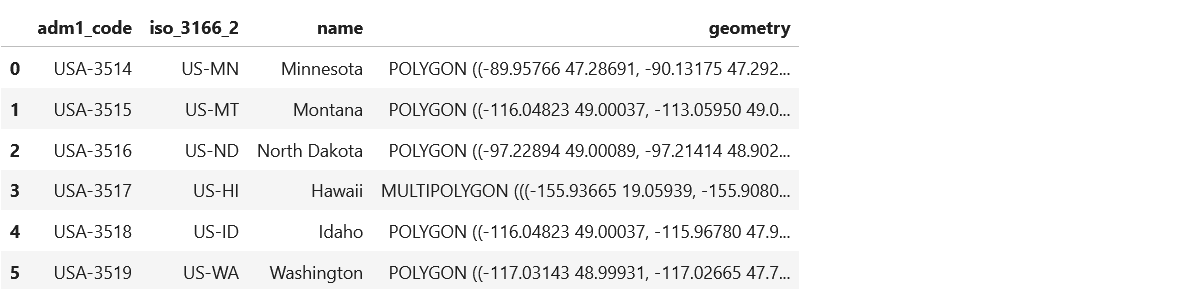 adm1_code iso_3166_2 name geometry
0 USA-3514 US-MN Minnesota POLYGON ((-89.95766 47.28691, -90.13175 47.292...
1 USA-3515 US-MT Montana POLYGON ((-116.04823 49.00037, -113.05950 49.0...
2 USA-3516 US-ND North Dakota POLYGON ((-97.22894 49.00089, -97.21414 48.902...
3 USA-3517 US-HI Hawaii MULTIPOLYGON (((-155.93665 19.05939, -155.9080...
4 USA-3518 US-ID Idaho POLYGON ((-116.04823 49.00037, -115.96780 47.9...
5 USA-3519 US-WA Washington POLYGON ((-117.03143 48.99931, -117.02665 47.7...